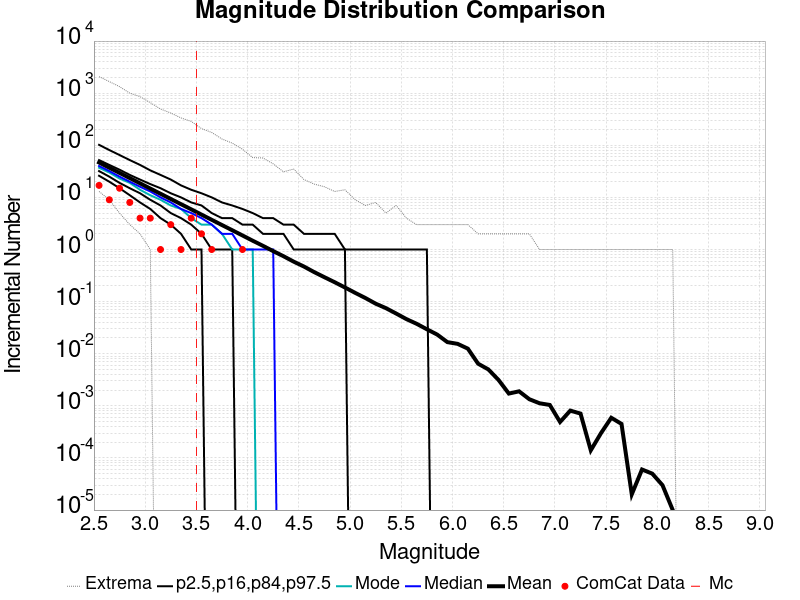 Magnitude Distribution Comparison
10^4
10^3
10^2
10^1
10^0
10^-1
10^-2
10^-3
10^-4
10^-5
Incremental Number
2.5 3.0 3.5 4.0 4.5 5.0 5.5 6.0 6.5 7.0 7.5 8.0 8.5 9.0
Magnitude
Extrema p2.5,p16,p84,p97.5 Mode Median Mean ComCat Data Mc